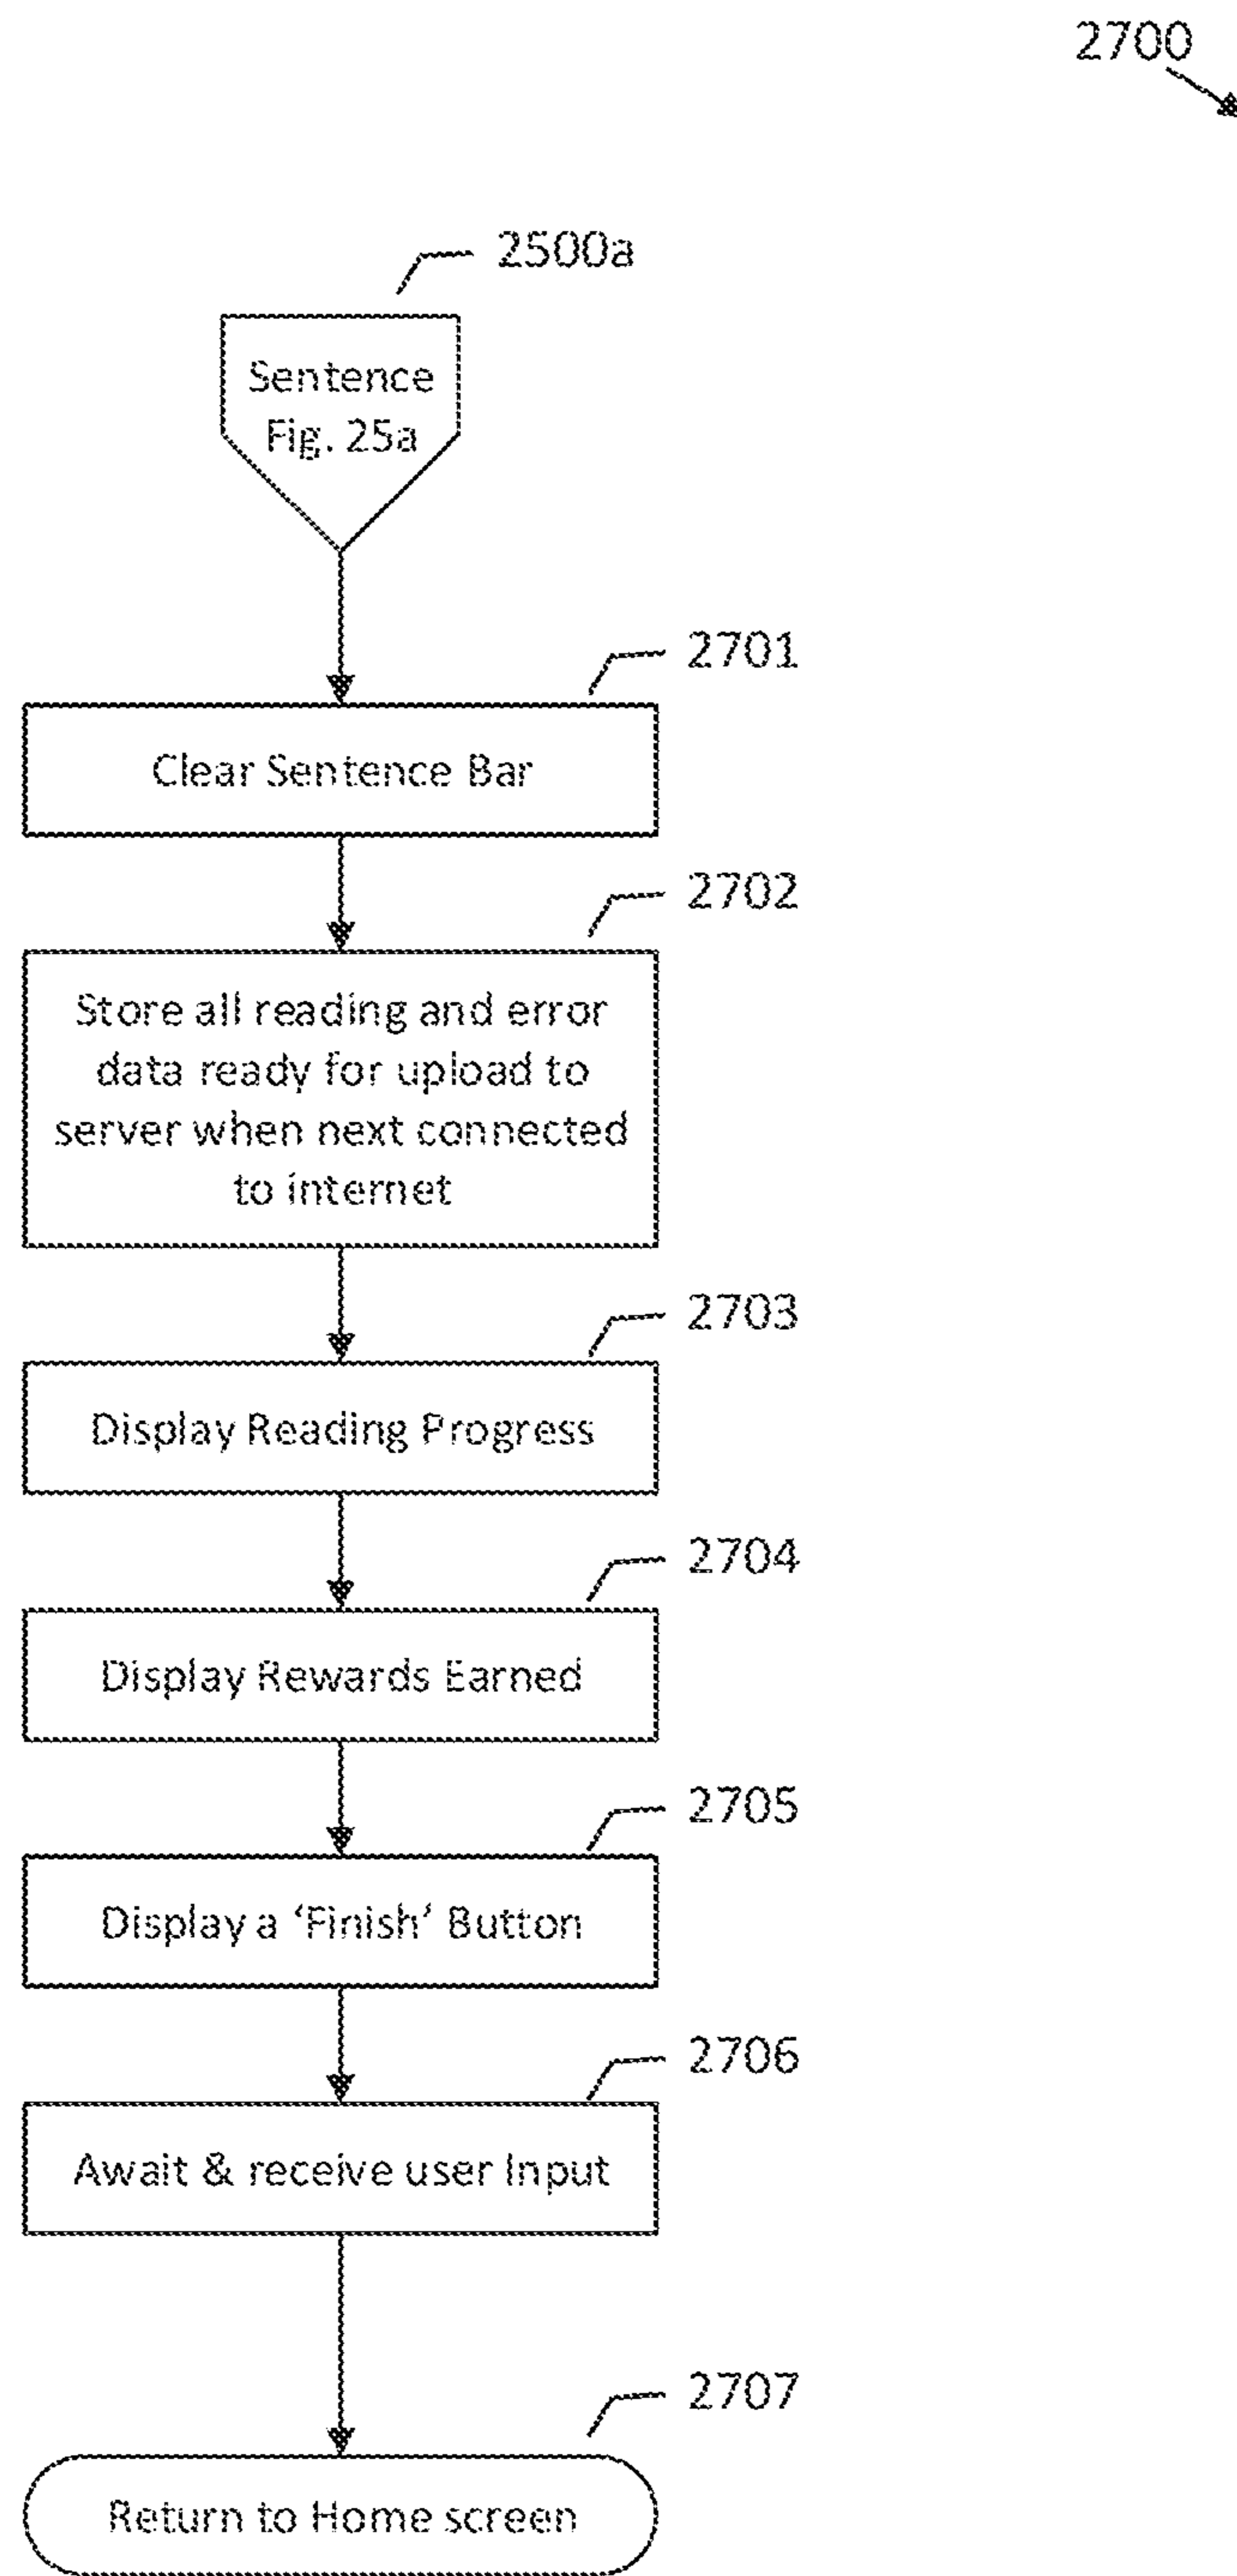 2700
2500a
Sentence
Fig. 25a
2701
Clear Sentence Bar
2702
Store all reading and error
data ready for upload to
server when next connected
to internet
2703
Display Reading Progress
2704
Display Rewards Earned
2705
Display a ‘Finish’ Button
2706
Await & receive user Input
2707
Return to Home screen